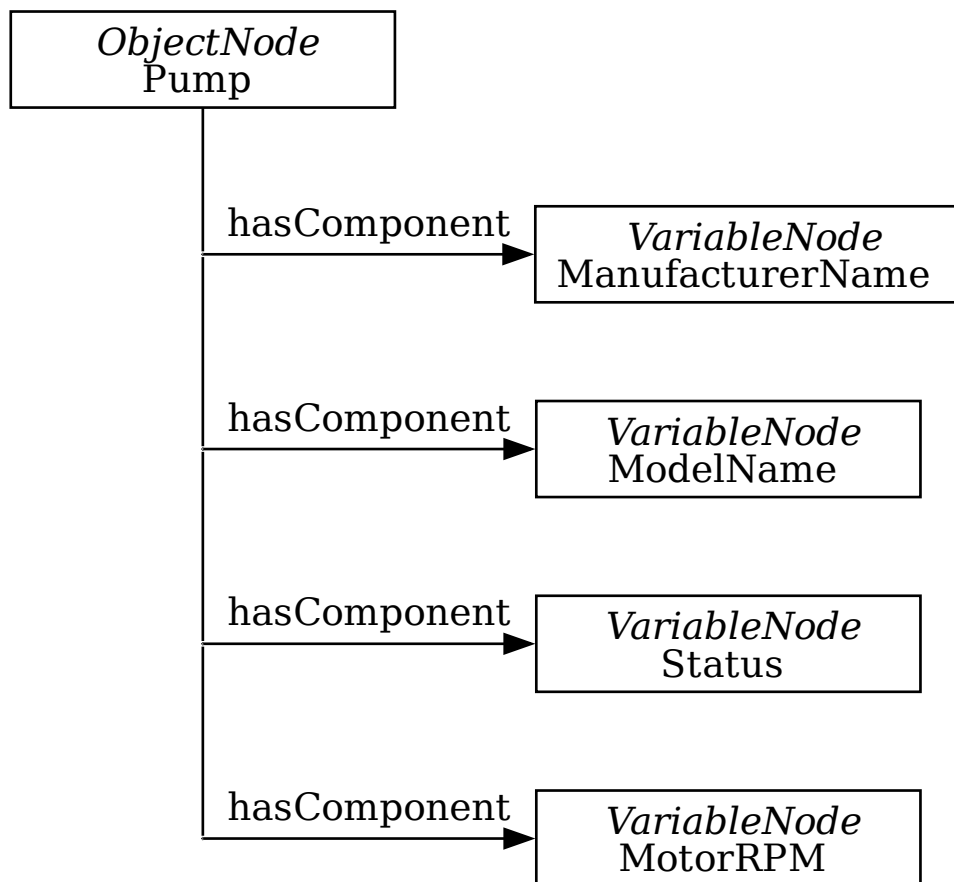 ObjectNode
Pump
hasComponent
VariableNode
ManufacturerName
hasComponent
VariableNode
ModelName
hasComponent
VariableNode
Status
hasComponent
VariableNode
MotorRPM